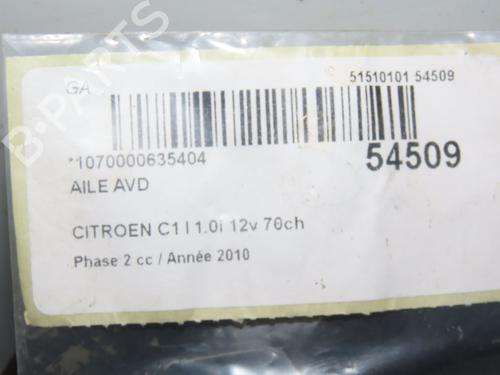 B-PARTS
GA
51510101 54509
*1070000635404
54509
AILE AVD
CITROEN C1 I 1.0i 12v 70ch
Phase 2 cc / Année 2010